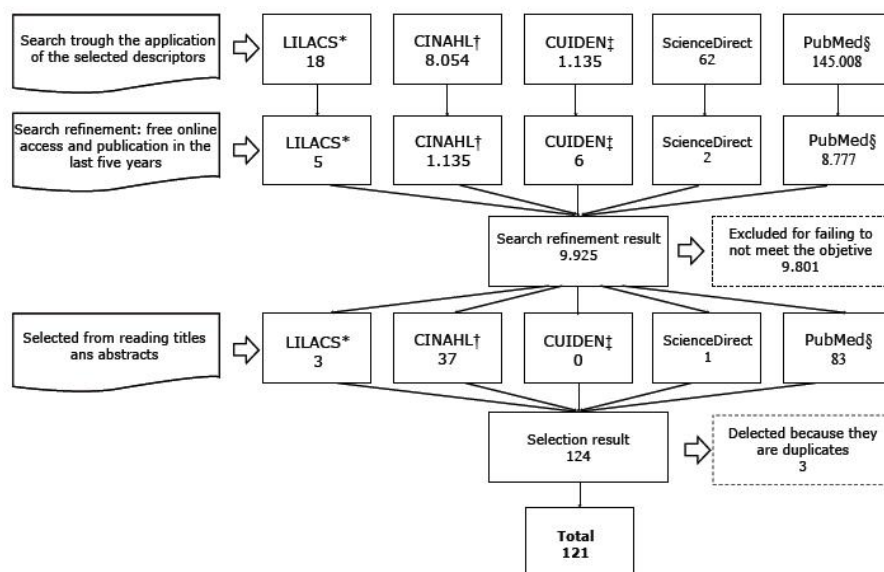 Search trough the application
of the selected descriptors
LILACS*
18
CINAHL†
8.054
CUIDEN‡
1.135
ScienceDirect
62
PubMed§
145.008
Search refinement: free online
access and publication in the
last five years
LILACS*
5
CINAHL†
1.135
CUIDEN‡
6
ScienceDirect
2
PubMed§
8.777
Search refinement result
9.925
Excluded for failing to
not meet the objetive
9.801
Selected from reading titles
ans abstracts
LILACS*
3
CINAHL†
37
CUIDEN‡
0
ScienceDirect
1
PubMed§
83
Selection result
124
Delected because they
are duplicates
3
Total
121